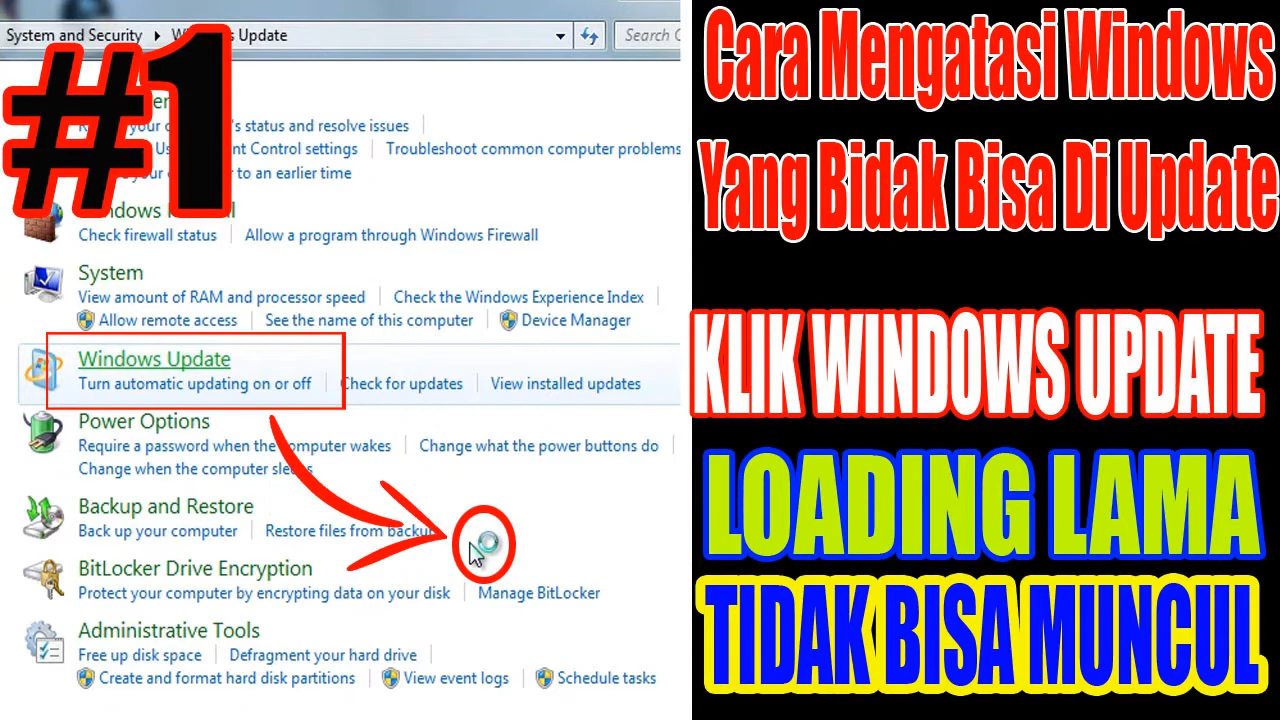 System and Security
Update
Search
#1
's status and resolve issues
Control settings
Troubleshoot common computer problems
to an earlier time
Check firewall status
Allow a program through Windows Firewall
System
View amount of RAM and processor speed
Check the Windows Experience Index
Allow remote access
See the name of this computer
Device Manager
Windows Update
Turn automatic updating on or off
Check for updates
View installed updates
Power Options
Require a password when the computer wakes
Change what the power buttons do
Change when the computer sleeps
Backup and Restore
Back up your computer
Restore files from backup
BitLocker Drive Encryption
Protect your computer by encrypting data on your disk
Manage BitLocker
Administrative Tools
Free up disk space
Defragment your hard drive
Create and format hard disk partitions
View event logs
Schedule tasks
Cara Mengatasi Windows
Yang Bidak Bisa Di Update
KLIK WINDOWS UPDATE
LOADING LAMA
TIDAK BISA MUNCUL